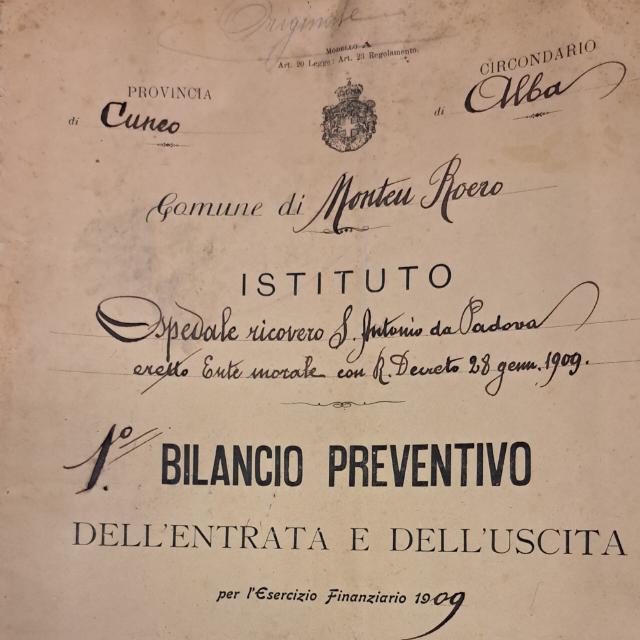 Originale
MODELLO A
Art. 20 Legge; Art. 23 Regolamento.
PROVINCIA
di Cuneo
CIRCONDARIO
di Alba
Comune di Monteu Roero
ISTITUTO
Ospedale ricovero S. Antonio da Padova
eretto Ente morale con R. Decreto 28 genn. 1909.
1º BILANCIO PREVENTIVO
DELL'ENTRATA E DELL'USCITA
per l'Esercizio Finanziario 1909